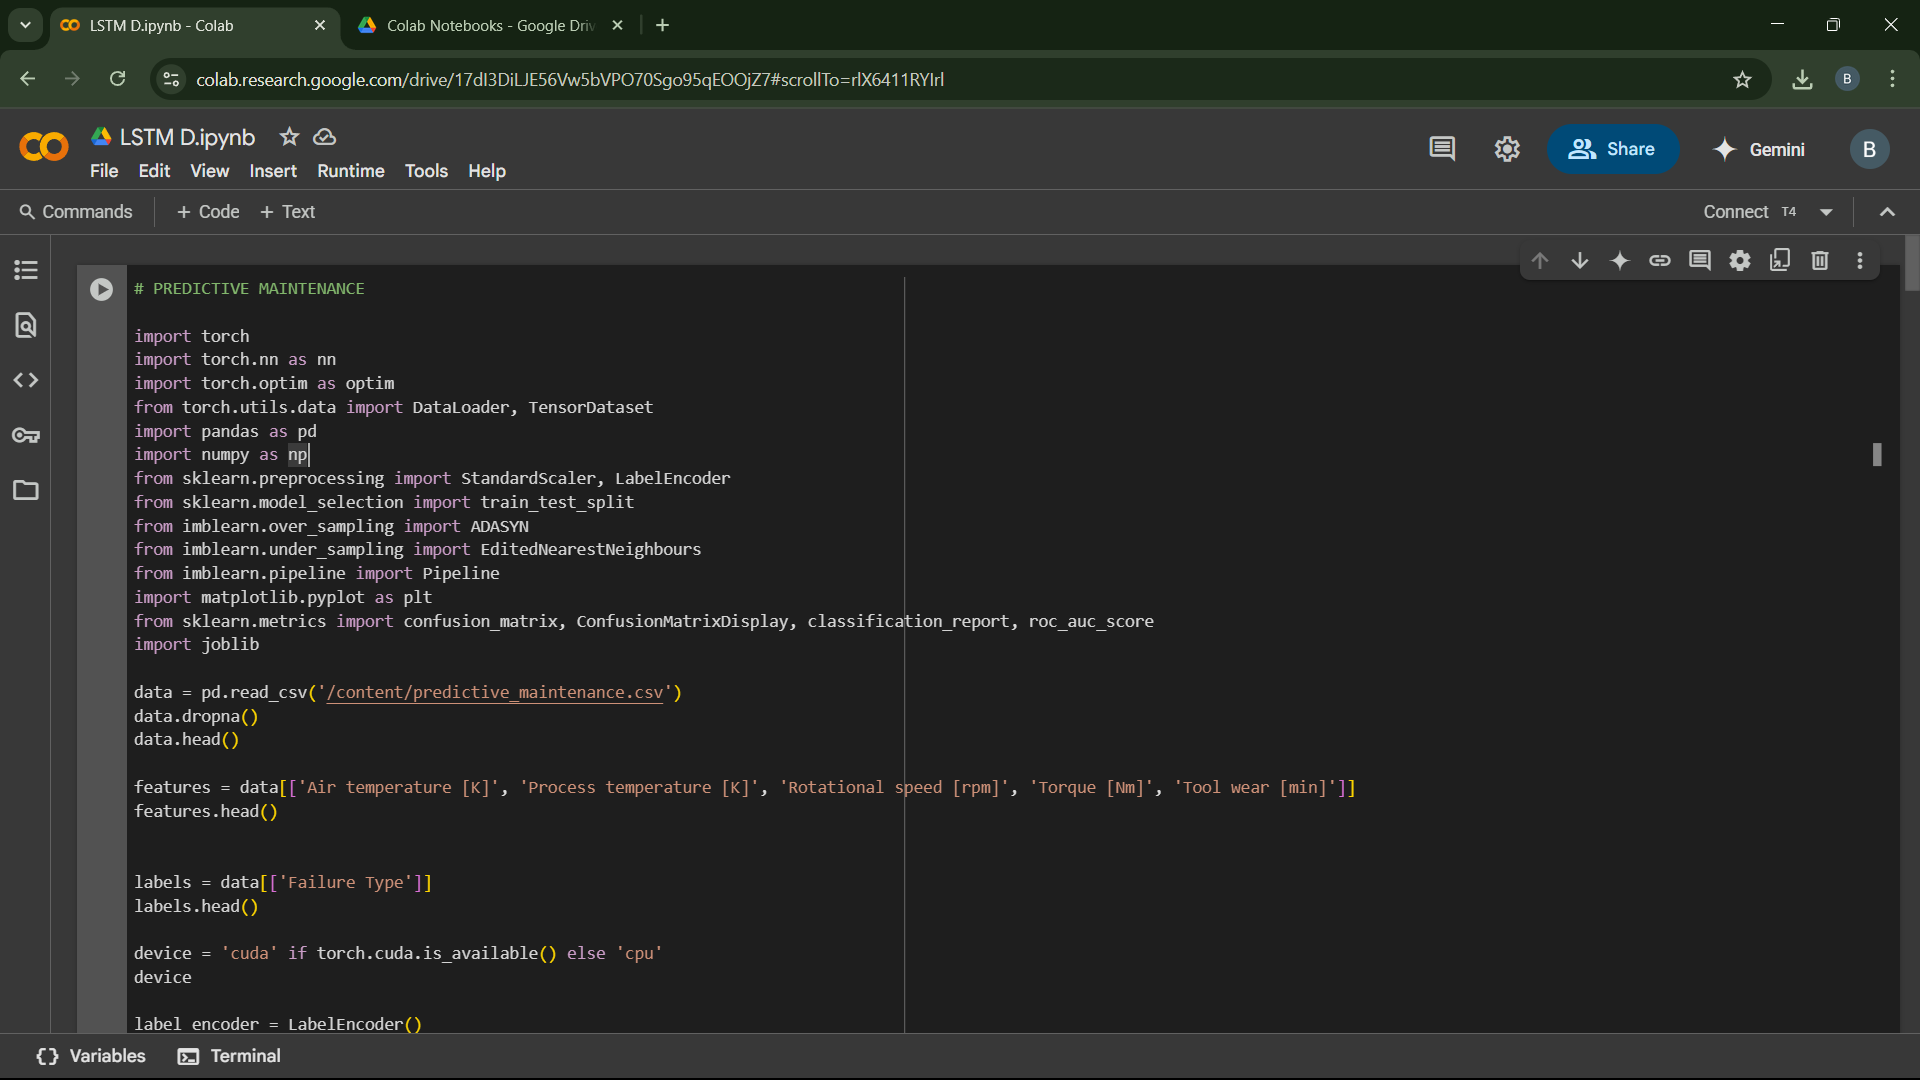 LSTM D.ipynb - Colab
Colab Notebooks - Google Driv
colab.research.google.com/drive/17dI3DiLJE56Vw5bVPO70Sgo95qEOOjZ7#scrollTo=rlX6411RYlrl
B
LSTM D.ipynb
File Edit View Insert Runtime Tools Help
Share
Gemini
B
Commands + Code + Text
Connect T4
# PREDICTIVE MAINTENANCE
import torch
import torch.nn as nn
import torch.optim as optim
from torch.utils.data import DataLoader, TensorDataset
import pandas as pd
import numpy as np
from sklearn.preprocessing import StandardScaler, LabelEncoder
from sklearn.model_selection import train_test_split
from imblearn.over_sampling import ADASYN
from imblearn.under_sampling import EditedNearestNeighbours
from imblearn.pipeline import Pipeline
import matplotlib.pyplot as plt
from sklearn.metrics import confusion_matrix, ConfusionMatrixDisplay, classification_report, roc_auc_score
import joblib
data = pd.read_csv('/content/predictive_maintenance.csv')
data.dropna()
data.head()
features = data[['Air temperature [K]', 'Process temperature [K]', 'Rotational speed [rpm]', 'Torque [Nm]', 'Tool wear [min]']]
features.head()
labels = data[['Failure Type']]
labels.head()
device = 'cuda' if torch.cuda.is_available() else 'cpu'
device
label_encoder = LabelEncoder()
Variables Terminal